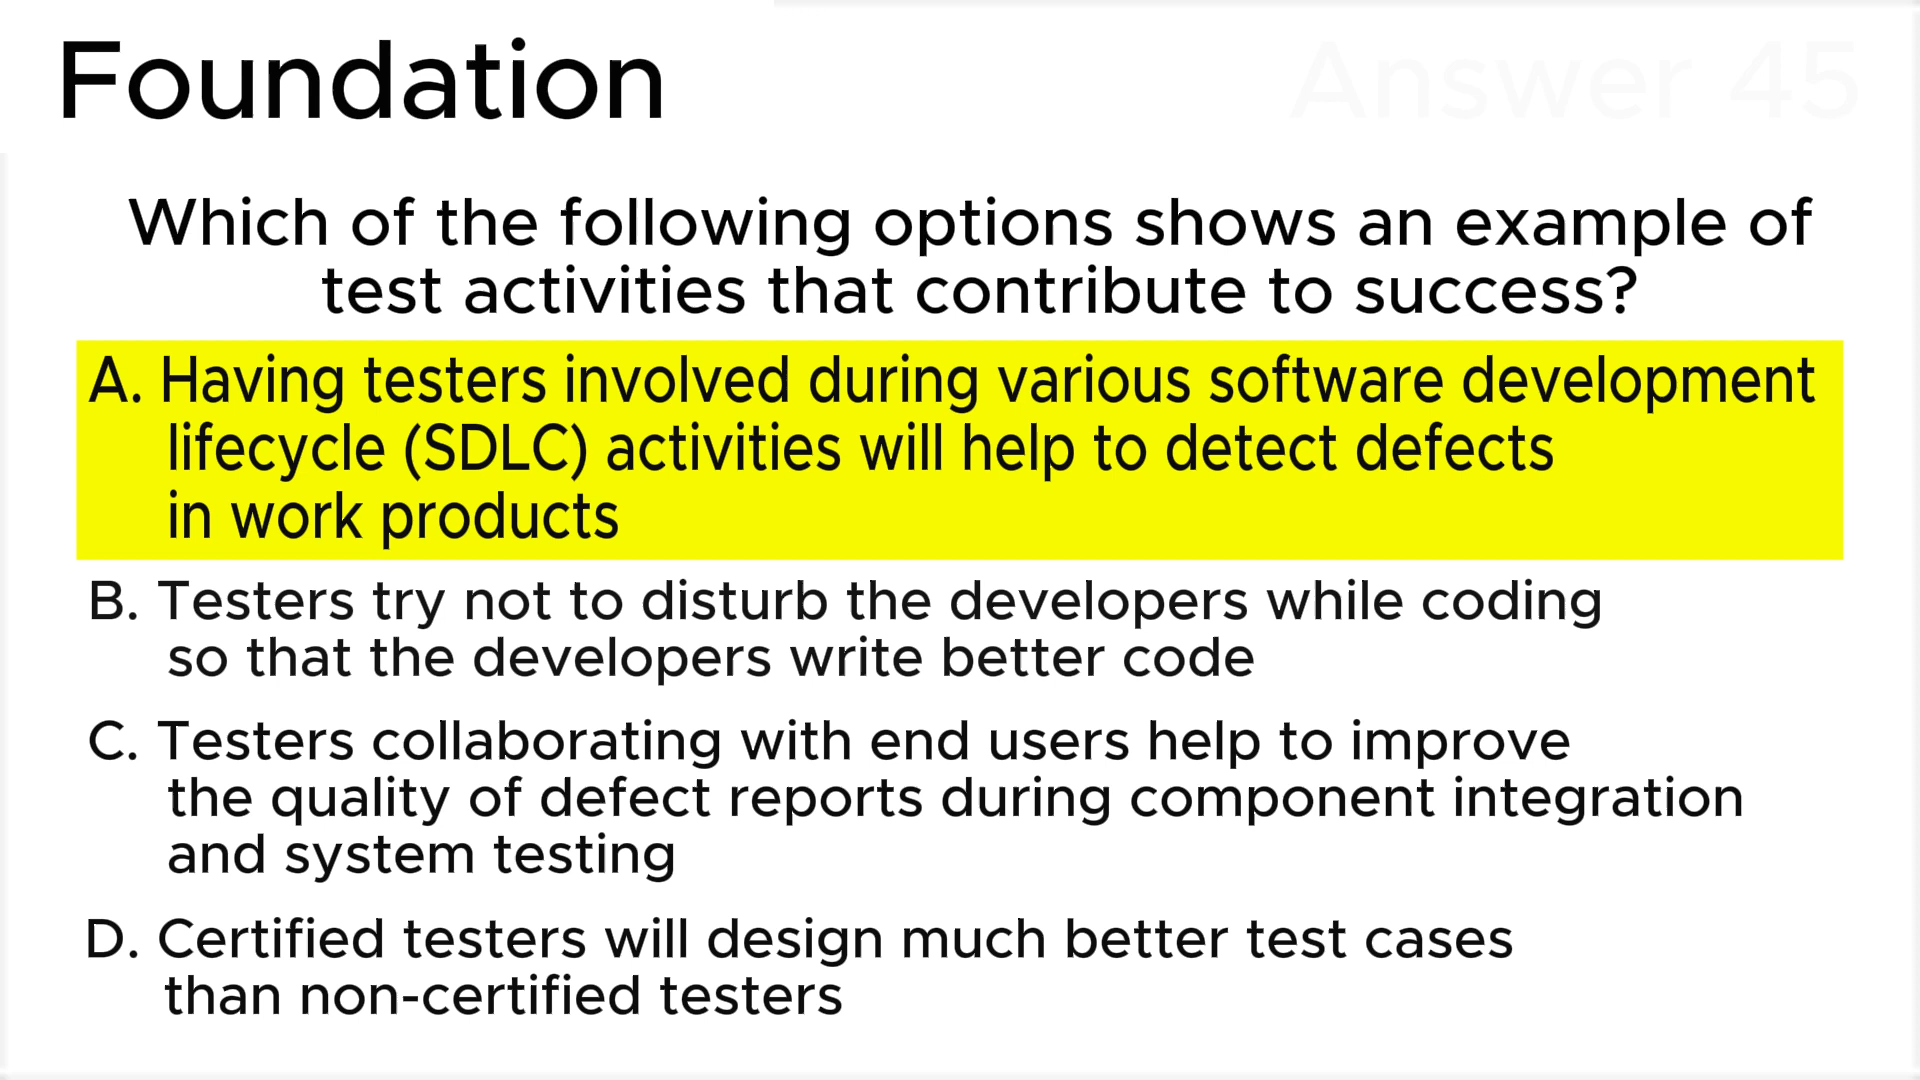 Foundation
Answer 45
Which of the following options shows an example of
test activities that contribute to success?
A. Having testers involved during various software development
lifecycle (SDLC) activities will help to detect defects
in work products
B. Testers try not to disturb the developers while coding
so that the developers write better code
C. Testers collaborating with end users help to improve
the quality of defect reports during component integration
and system testing
D. Certified testers will design much better test cases
than non-certified testers